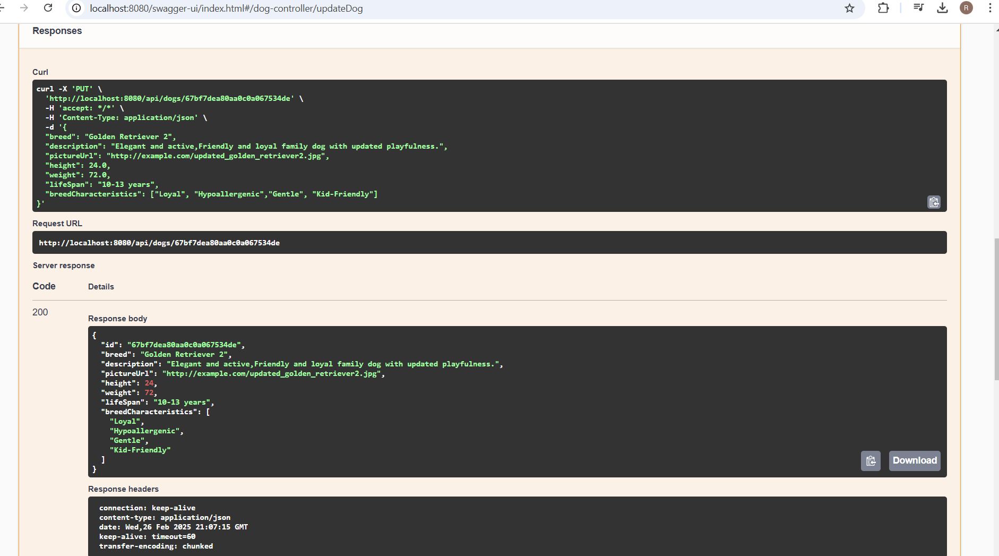 localhost:8080/swagger-ui/index.html#/dog-controller/updateDog
R
Responses
Curl
curl -X 'PUT' \
'http://localhost:8080/api/dogs/67bf7dea80aa0c0a067534de' \
-H 'accept: */*' \
-H 'Content-Type: application/json' \
-d '{
"breed": "Golden Retriever 2",
"description": "Elegant and active,Friendly and loyal family dog with updated playfulness.",
"pictureUrl": "http://example.com/updated_golden_retriever2.jpg",
"height": 24.0,
"weight": 72.0,
"lifeSpan": "10-13 years",
"breedCharacteristics": ["Loyal", "Hypoallergenic","Gentle", "Kid-Friendly"]
}'
Request URL
http://localhost:8080/api/dogs/67bf7dea80aa0c0a067534de
Server response
Code Details
200
Response body
{
"id": "67bf7dea80aa0c0a067534de",
"breed": "Golden Retriever 2",
"description": "Elegant and active,Friendly and loyal family dog with updated playfulness.",
"pictureUrl": "http://example.com/updated_golden_retriever2.jpg",
"height": 24,
"weight": 72,
"lifeSpan": "10-13 years",
"breedCharacteristics": [
"Loyal",
"Hypoallergenic",
"Gentle",
"Kid-Friendly"
]
}
Download
Response headers
connection: keep-alive
content-type: application/json
date: Wed,26 Feb 2025 21:07:15 GMT
keep-alive: timeout=60
transfer-encoding: chunked